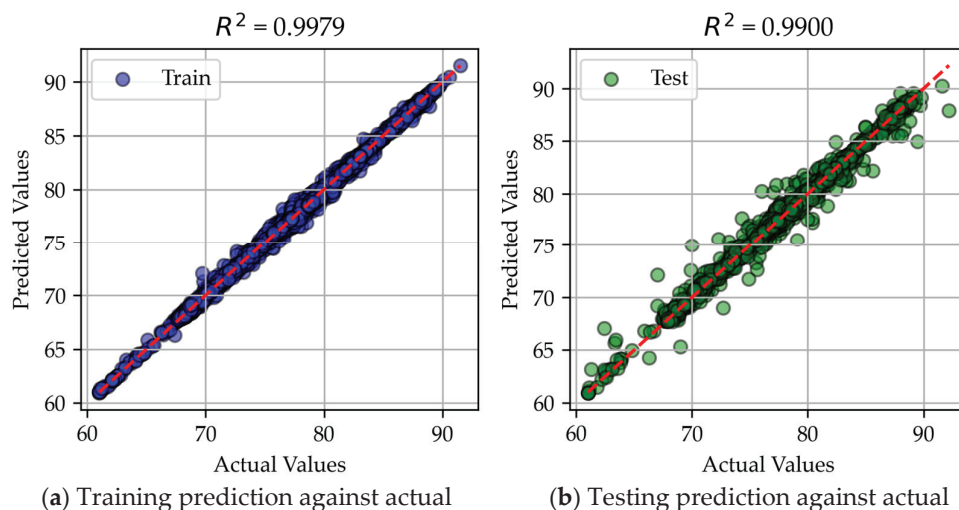 R² = 0.9979
Train
Predicted Values
90
85
80
75
70
65
60
60 70 80 90
Actual Values
(a) Training prediction against actual
R² = 0.9900
Test
Predicted Values
90
85
80
75
70
65
60
60 70 80 90
Actual Values
(b) Testing prediction against actual